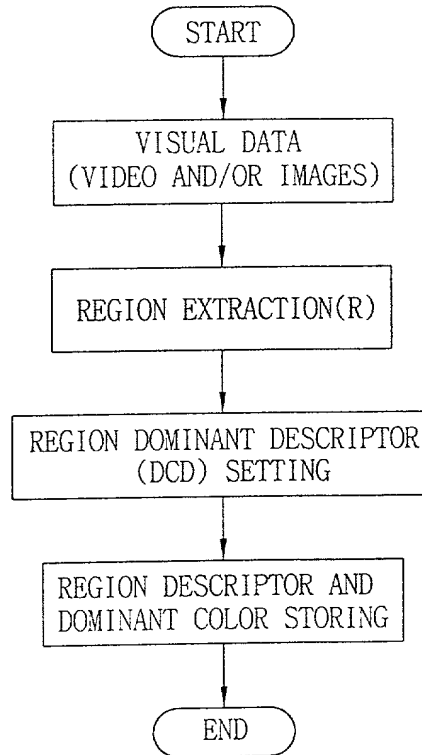 START
VISUAL DATA
(VIDEO AND/OR IMAGES)
REGION EXTRACTION(R)
REGION DOMINANT DESCRIPTOR
(DCD) SETTING
REGION DESCRIPTOR AND
DOMINANT COLOR STORING
END